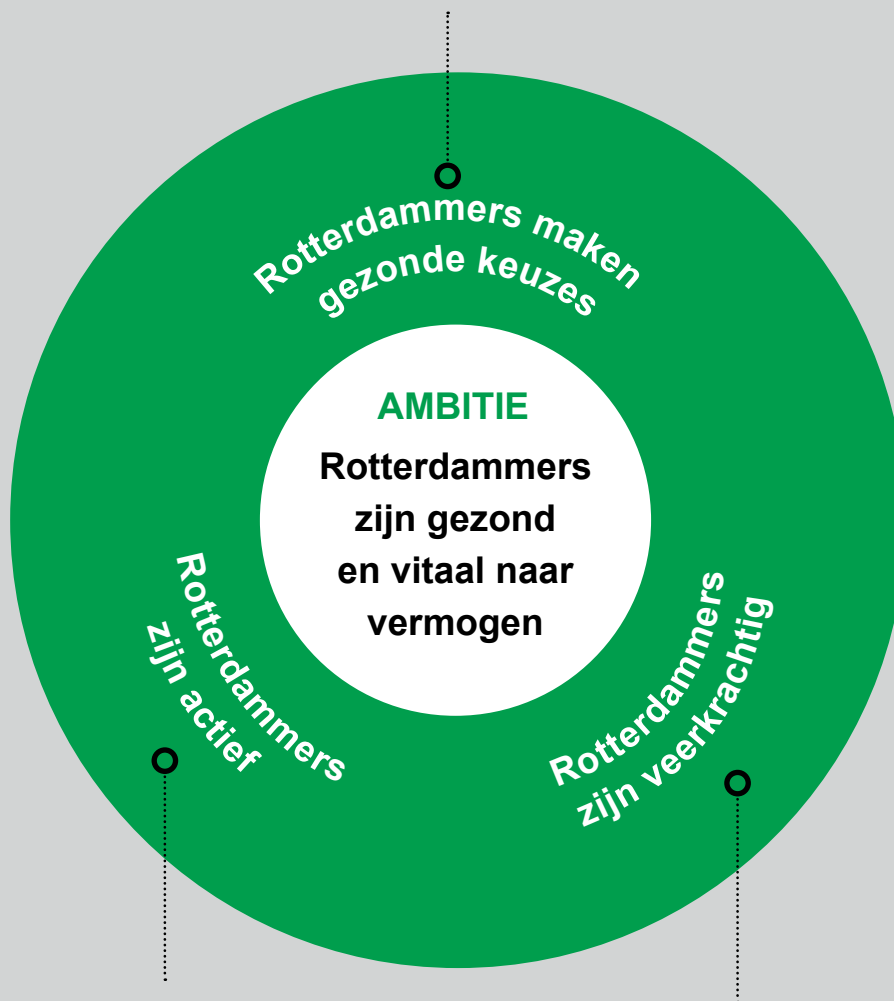 Rotterdammers maken
gezonde keuzes
AMBITIE
Rotterdammers
zijn gezond
en vitaal naar
vermogen
Rotterdammers
zijn actief
Rotterdammers
zijn veerkrachtig